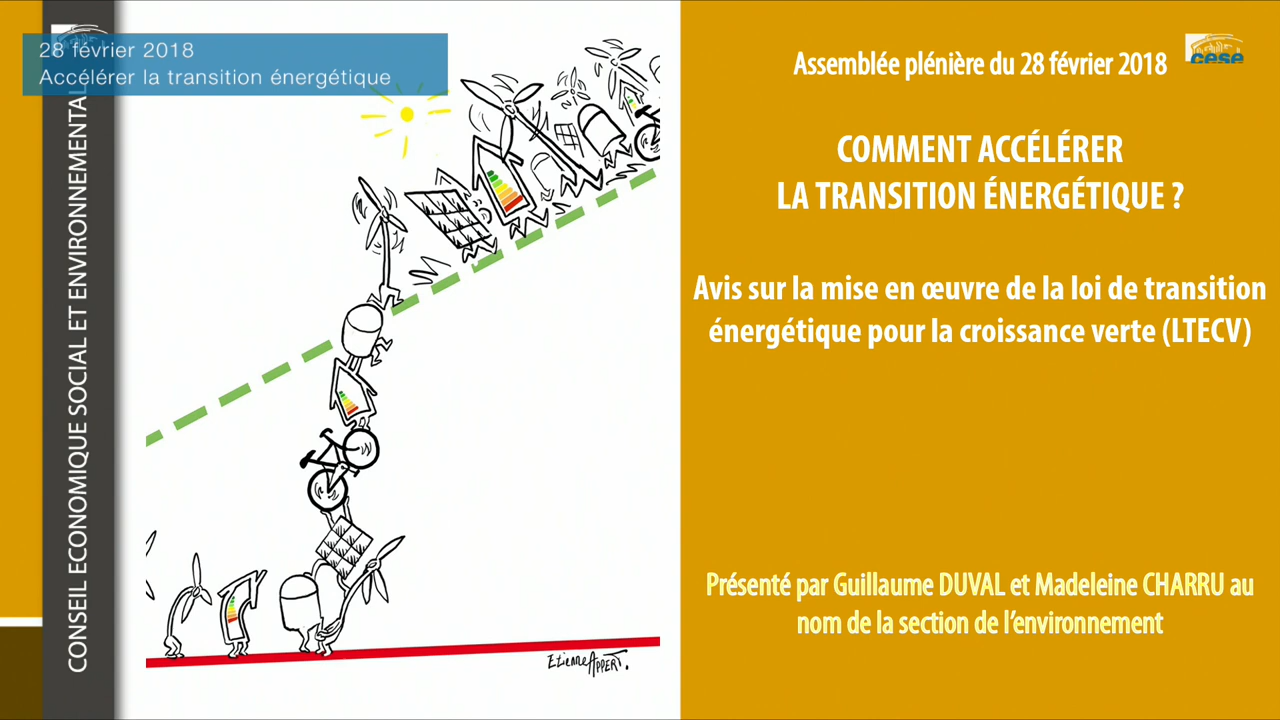 28 février 2018
Accélérer la transition énergétique
CONSEIL ECONOMIQUE SOCIAL ET ENVIRONNEMENTAL
Etienne APPERT.
Assemblée plénière du 28 février 2018
cese
COMMENT ACCÉLÉRER
LA TRANSITION ÉNERGÉTIQUE ?
Avis sur la mise en œuvre de la loi de transition
énergétique pour la croissance verte (LTECV)
Présenté par Guillaume DUVAL et Madeleine CHARRU au
nom de la section de l’environnement